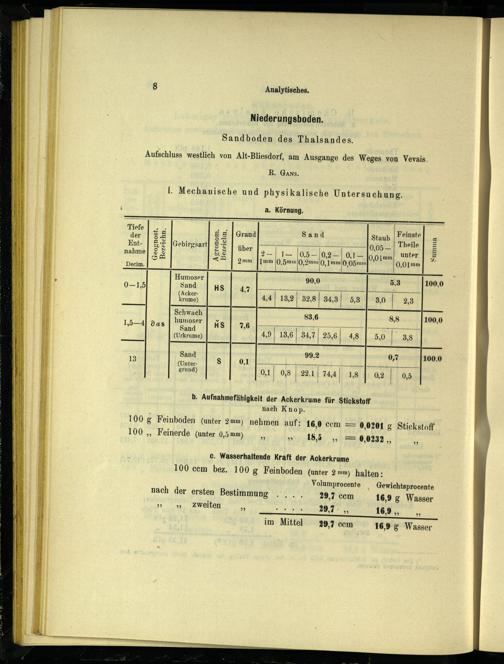 8
Analytisches.
Niederungsboden.
Sandboden des Thalsandes.
Aufschluss westlich von Alt-Bliesdorf, am Ausgange des Weges von Vevais.
R. Gans.
I. Mechanische und physikalische Untersuchung.
a. Körnung.
Tiefe der Entnahme Decim. | Geognost. Bezeichn. | Gebirgsart | Agronom. Bezeichn. | Grand über 2mm | Sand | Staub 0,05–0,01mm | Feinste Theile unter 0,01mm | Summa
2–1mm | 1–0,5mm | 0,5–0,2mm | 0,2–0,1mm | 0,1–0,05mm
0–1,5 | Humoser Sand (Ackerkrume) | HS | 4,7 | 90,0 | 5,3 | 100,0
4,4 | 13,2 | 32,8 | 34,3 | 5,3 | 3,0 | 2,3
1,5–4 | ∂as | Schwach humoser Sand (Urkrume) | H̆S | 7,6 | 83,6 | 8,8 | 100,0
4,9 | 13,6 | 34,7 | 25,6 | 4,8 | 5,0 | 3,8
13 | Sand (Untergrund) | S | 0,1 | 99,2 | 0,7 | 100,0
0,1 | 0,8 | 22,1 | 74,4 | 1,8 | 0,2 | 0,5
b. Aufnahmefähigkeit der Ackerkrume für Stickstoff
nach Knop.
100 g Feinboden (unter 2mm) nehmen auf: 16,0 ccm = 0,0201 g Stickstoff
100 „ Feinerde (unter 0,5mm) „ „ 18,5 „ = 0,0232 „ „
c. Wasserhaltende Kraft der Ackerkrume
100 ccm bez. 100 g Feinboden (unter 2mm) halten:
Volumprocente Gewichtsprocente
nach der ersten Bestimmung . . . . 29,7 ccm 16,9 g Wasser
„ „ zweiten „ . . . . 29,7 „ 16,9 „ „
im Mittel 29,7 ccm 16,9 g Wasser